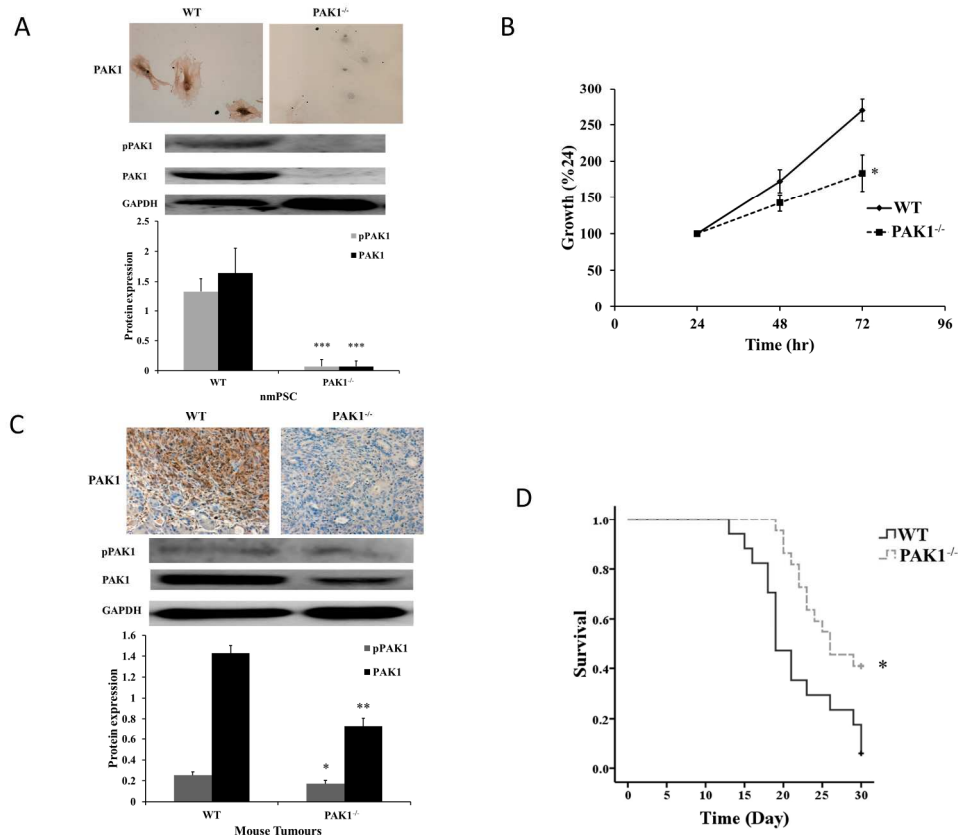 A
WT
PAK1-/-
PAK1
pPAK1
PAK1
GAPDH
2.5
2
1.5
1
0.5
0
Protein expression
pPAK1
PAK1
***
***
WT
PAK1-/-
nmPSC
B
300
250
200
150
100
50
0
Growth (%24)
*
WT
PAK1-/-
0
24
48
72
96
Time (hr)
C
WT
PAK1-/-
PAK1
pPAK1
PAK1
GAPDH
1.6
1.4
1.2
1
0.8
0.6
0.4
0.2
0
Protein expression
pPAK1
PAK1
*
**
WT
PAK1-/-
Mouse Tumours
D
1.0
0.8
0.6
0.4
0.2
0.0
Survival
WT
PAK1-/-
*
0
5
10
15
20
25
30
Time (Day)